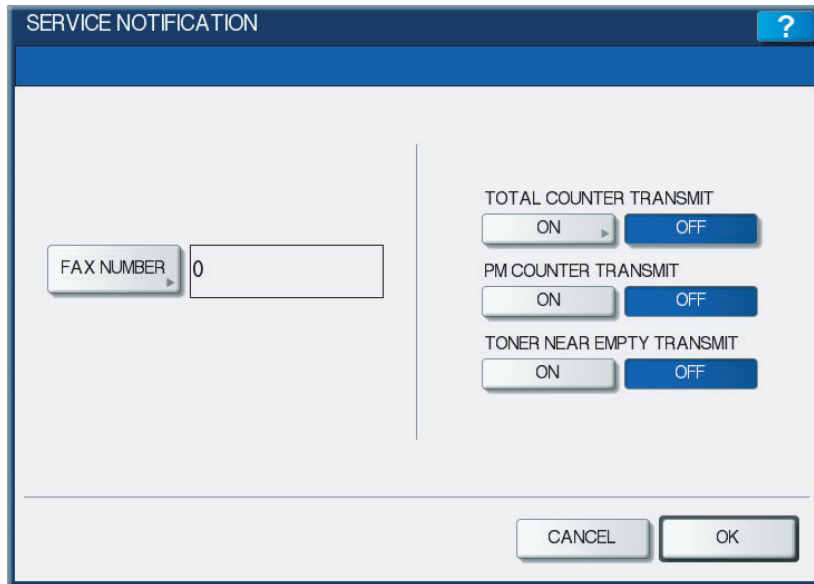 SERVICE NOTIFICATION
?
FAX NUMBER 0
TOTAL COUNTER TRANSMIT
ON OFF
PM COUNTER TRANSMIT
ON OFF
TONER NEAR EMPTY TRANSMIT
ON OFF
CANCEL OK